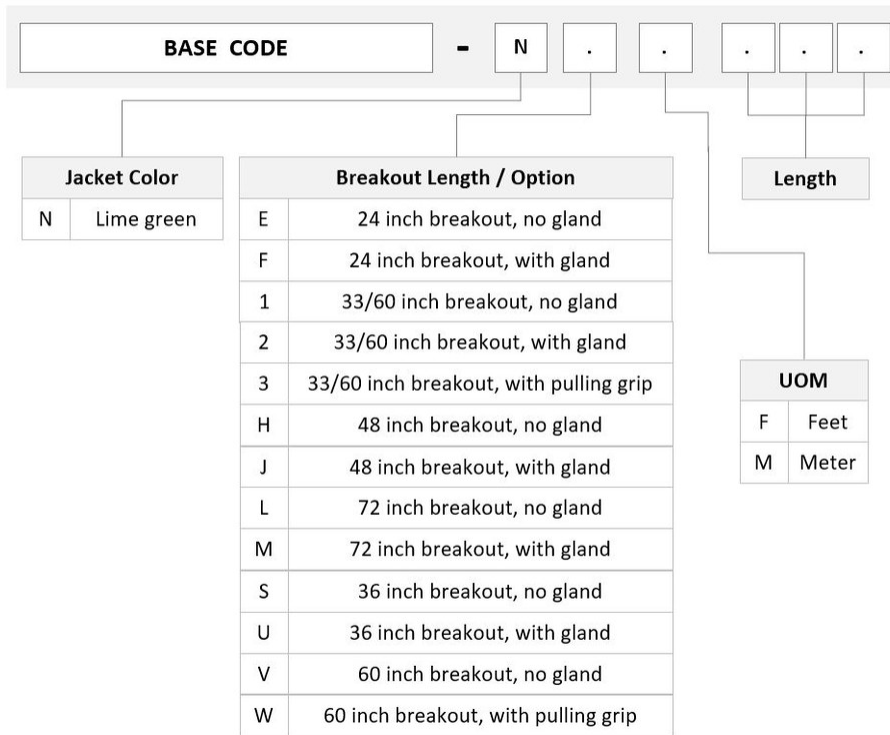 BASE CODE - N . . . . .
Jacket Color
N Lime green
Breakout Length / Option
E 24 inch breakout, no gland
F 24 inch breakout, with gland
1 33/60 inch breakout, no gland
2 33/60 inch breakout, with gland
3 33/60 inch breakout, with pulling grip
H 48 inch breakout, no gland
J 48 inch breakout, with gland
L 72 inch breakout, no gland
M 72 inch breakout, with gland
S 36 inch breakout, no gland
U 36 inch breakout, with gland
V 60 inch breakout, no gland
W 60 inch breakout, with pulling grip
Length
UOM
F Feet
M Meter